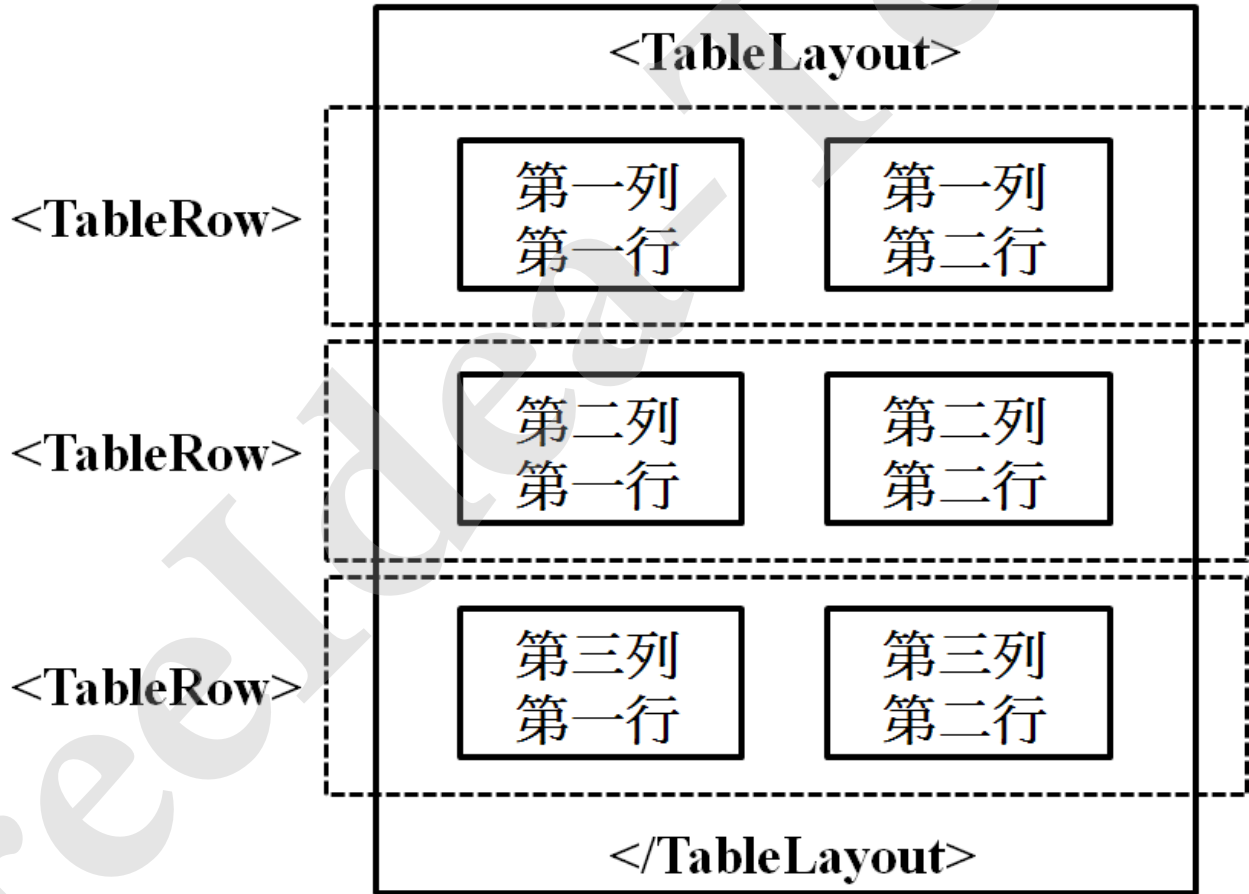 <TableLayout>
<TableRow>
第一列 第一列
第一行 第二行
<TableRow>
第二列 第二列
第一行 第二行
<TableRow>
第三列 第三列
第一行 第二行
</TableLayout>